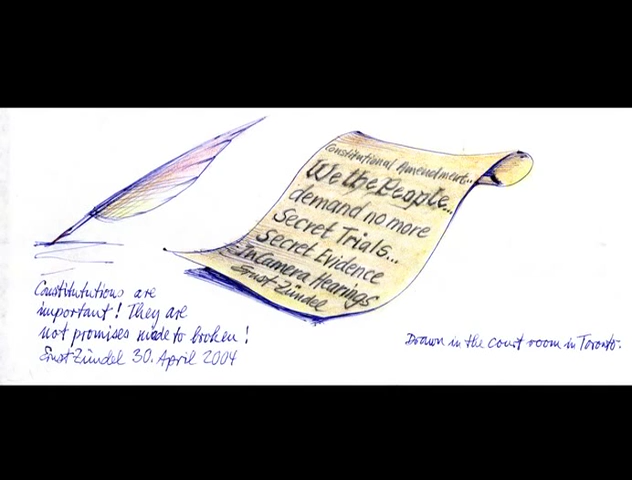 Constitutional Amendment...
We the People...
demand no more
Secret Trials...
Secret Evidence
In Camera Hearings
Ernst Zündel
Constitututions are
important! They are
not promises made to broken!
Ernst Zündel 30. April 2004
Drawn in the court room in Toronto.